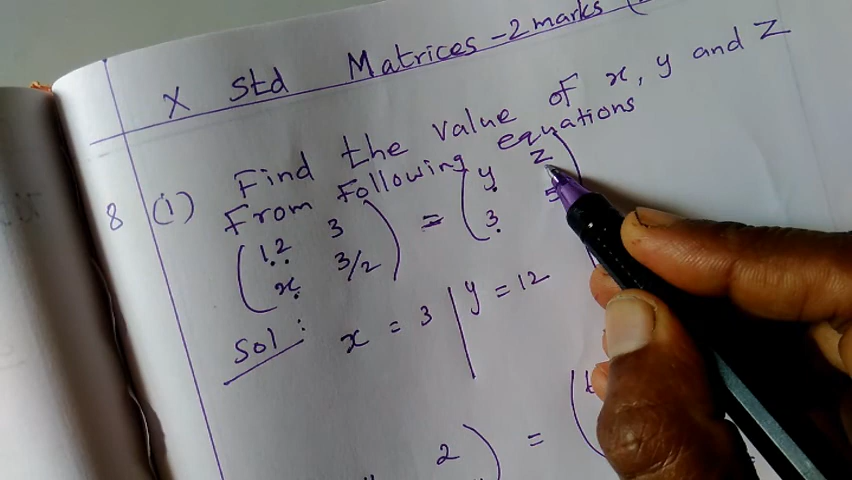 X Std Matrices -2 marks
8 (i) Find the value of x, y and Z
From Following equations
(12 3 = (y z
x 3/2) 3 5
Sol: x = 3 | y = 12
2 ) = (